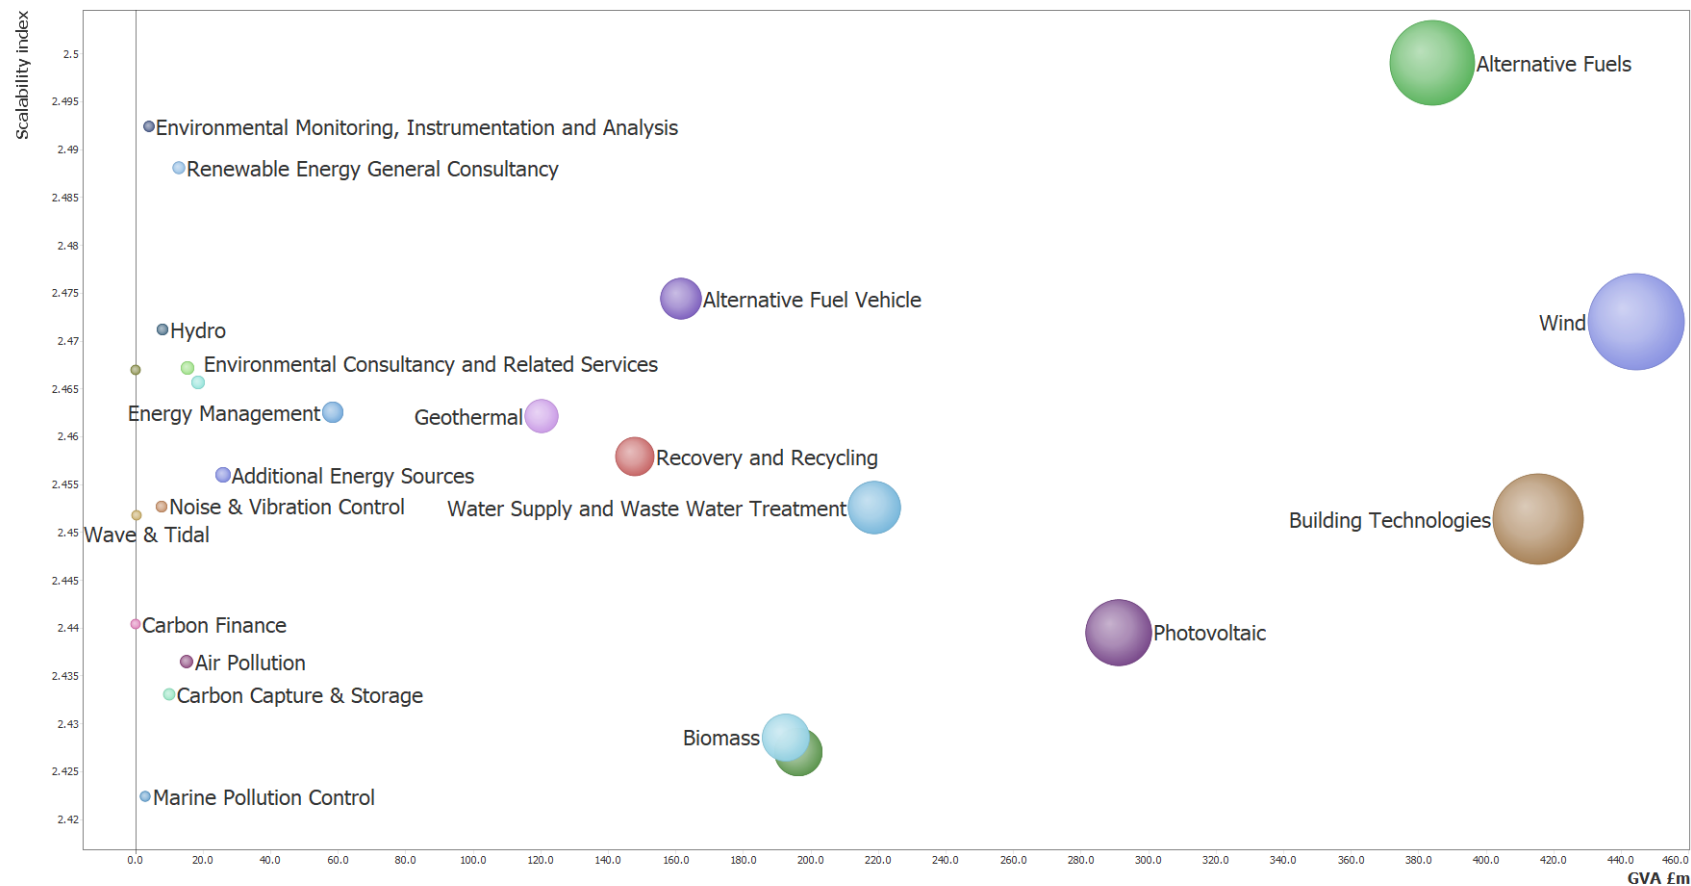 Scalability index
2.5
2.495
2.49
2.485
2.48
2.475
2.47
2.465
2.46
2.455
2.45
2.445
2.44
2.435
2.43
2.425
2.42
Alternative Fuels
Environmental Monitoring, Instrumentation and Analysis
Renewable Energy General Consultancy
Alternative Fuel Vehicle
Wind
Hydro
Environmental Consultancy and Related Services
Energy Management
Geothermal
Recovery and Recycling
Additional Energy Sources
Noise & Vibration Control
Water Supply and Waste Water Treatment
Building Technologies
Wave & Tidal
Carbon Finance
Photovoltaic
Air Pollution
Carbon Capture & Storage
Biomass
Marine Pollution Control
0.0 20.0 40.0 60.0 80.0 100.0 120.0 140.0 160.0 180.0 200.0 220.0 240.0 260.0 280.0 300.0 320.0 340.0 360.0 380.0 400.0 420.0 440.0 460.0
GVA £m